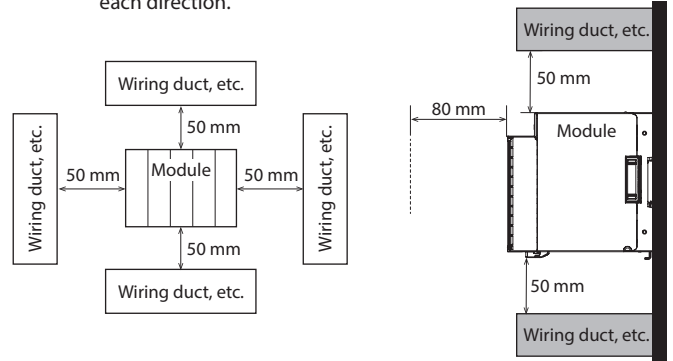 each direction.
Wiring duct, etc.
50 mm
Wiring duct, etc.
50 mm
Module
50 mm
Wiring duct, etc.
50 mm
Wiring duct, etc.
Wiring duct, etc.
50 mm
80 mm
Module
50 mm
Wiring duct, etc.